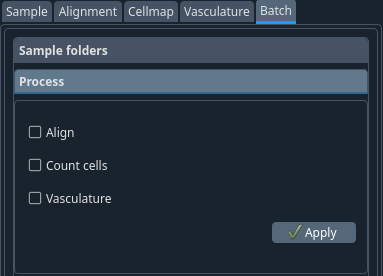 Sample Alignment Cellmap Vasculature Batch
Sample folders
Process
Align
Count cells
Vasculature
Apply